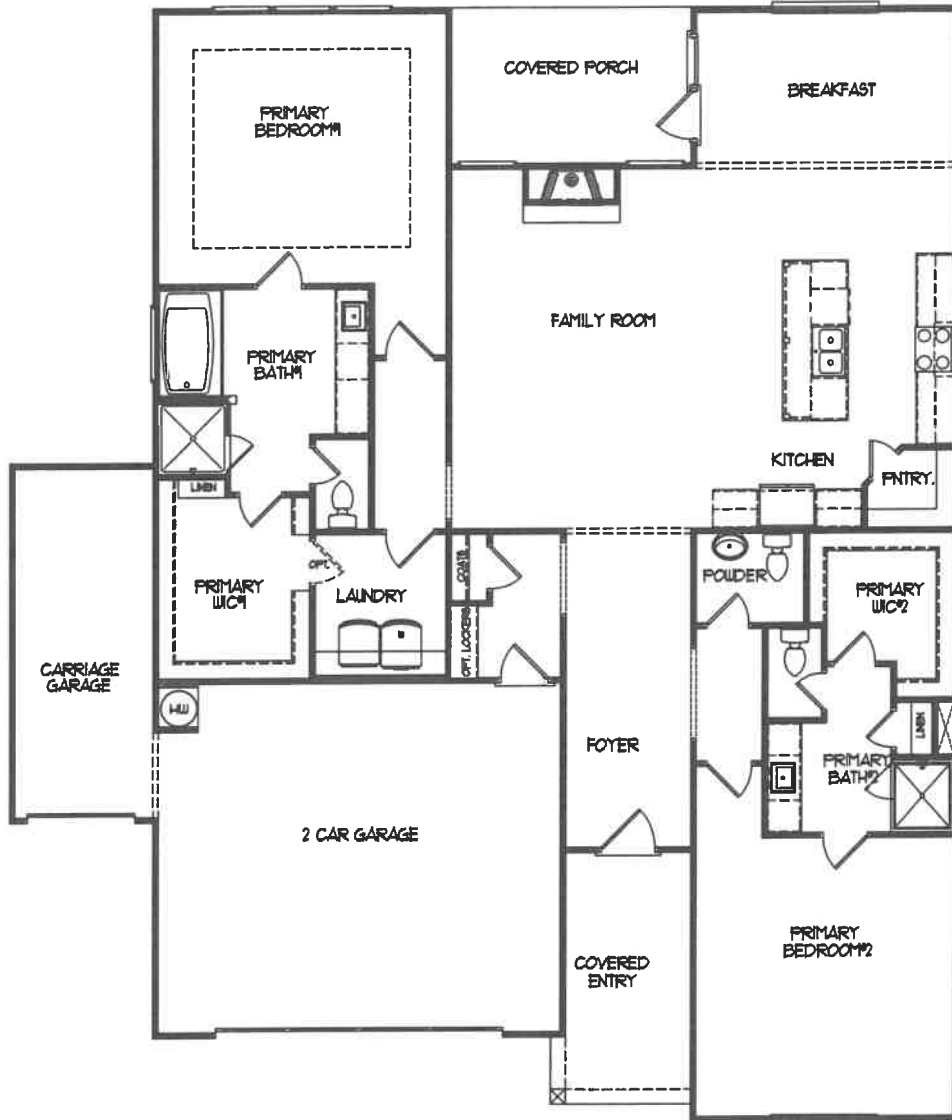 COVERED PORCH
BREAKFAST
PRIMARY
BEDROOM#1
FAMILY ROOM
PRIMARY
BATH#1
KITCHEN
PNTRY.
LINEN
OPT.
PRIMARY
WIC#1
LAUNDRY
COATS
OPT. LOCKERS
POWDER
PRIMARY
WIC#2
CARRIAGE
GARAGE
HW
FOYER
LINEN
PRIMARY
BATH#2
2 CAR GARAGE
PRIMARY
BEDROOM#2
COVERED
ENTRY